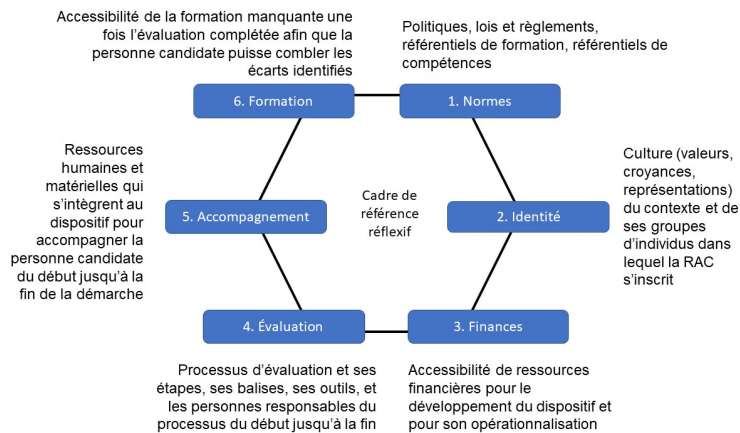 Accessibilité de la formation manquante une
fois l’évaluation complétée afin que la
personne candidate puisse combler les
écarts identifiés
Politiques, lois et règlements,
référentiels de formation, référentiels de
compétences
6. Formation
1. Normes
Ressources
humaines et
matérielles qui
s’intègrent au
dispositif pour
accompagner la
personne candidate
du début jusqu’à la
fin de la démarche
5. Accompagnement
Cadre de
référence
réflexif
2. Identité
Culture (valeurs,
croyances,
représentations)
du contexte et de
ses groupes
d’individus dans
lequel la RAC
s’inscrit
4. Évaluation
3. Finances
Processus d’évaluation et ses
étapes, ses balises, ses outils, et
les personnes responsables du
processus du début jusqu’à la fin
Accessibilité de ressources
financières pour le
développement du dispositif et
pour son opérationnalisation